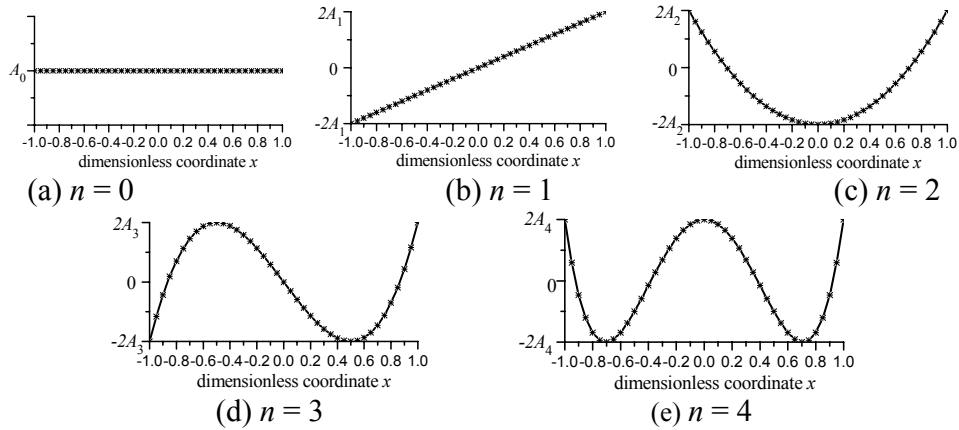 A₀
-1.0 -0.8 -0.6 -0.4 -0.2 0.0 0.2 0.4 0.6 0.8 1.0
dimensionless coordinate x
(a) n = 0
2A₁
0
-2A₁
-1.0 -0.8 -0.6 -0.4 -0.2 0.0 0.2 0.4 0.6 0.8 1.0
dimensionless coordinate x
(b) n = 1
2A₂
0
-2A₂
-1.0 -0.8 -0.6 -0.4 -0.2 0.0 0.2 0.4 0.6 0.8 1.0
dimensionless coordinate x
(c) n = 2
2A₃
0
-2A₃
-1.0 -0.8 -0.6 -0.4 -0.2 0.0 0.2 0.4 0.6 0.8 1.0
dimensionless coordinate x
(d) n = 3
2A₄
0
-2A₄
-1.0 -0.8 -0.6 -0.4 -0.2 0.0 0.2 0.4 0.6 0.8 1.0
dimensionless coordinate x
(e) n = 4